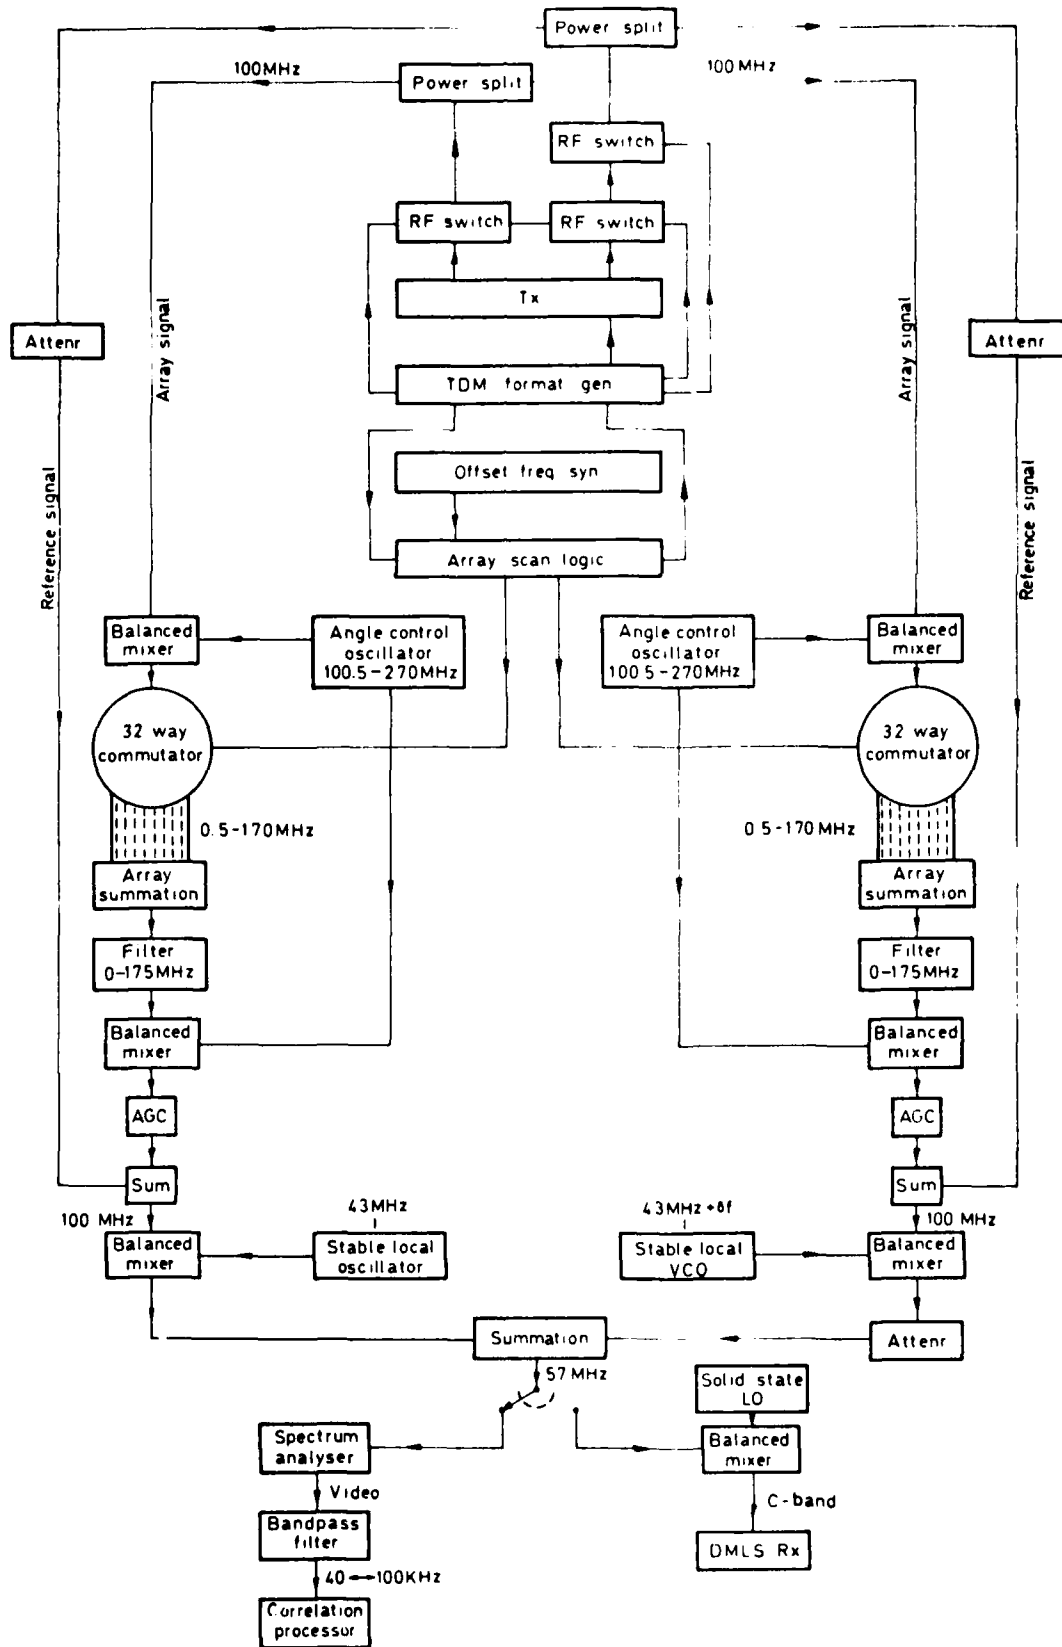 Power split
100MHz
Power split
100MHz
RF switch
RF switch
RF switch
Tx
Array signal
Array signal
Attenr
Attenr
TDM format gen
Offset freq syn
Reference signal
Reference signal
Array scan logic
Balanced
mixer
Angle control
oscillator
100.5-270MHz
Angle control
oscillator
100 5-270MHz
Balanced
mixer
32 way
commutator
32 way
commutator
0.5-170MHz
0 5-170MHz
Array
summation
Array
summation
Filter
0-175MHz
Filter
0-175MHz
Balanced
mixer
Balanced
mixer
AGC
AGC
Sum
Sum
100 MHz
43MHz
43MHz +δf
100MHz
Balanced
mixer
Stable local
oscillator
Stable local
VCO
Balanced
mixer
Summation
Attenr
57MHz
Solid state
LO
Spectrum
analyser
Balanced
mixer
Video
C-band
Bandpass
filter
DMLS Rx
40↔100KHz
Correlation
processor